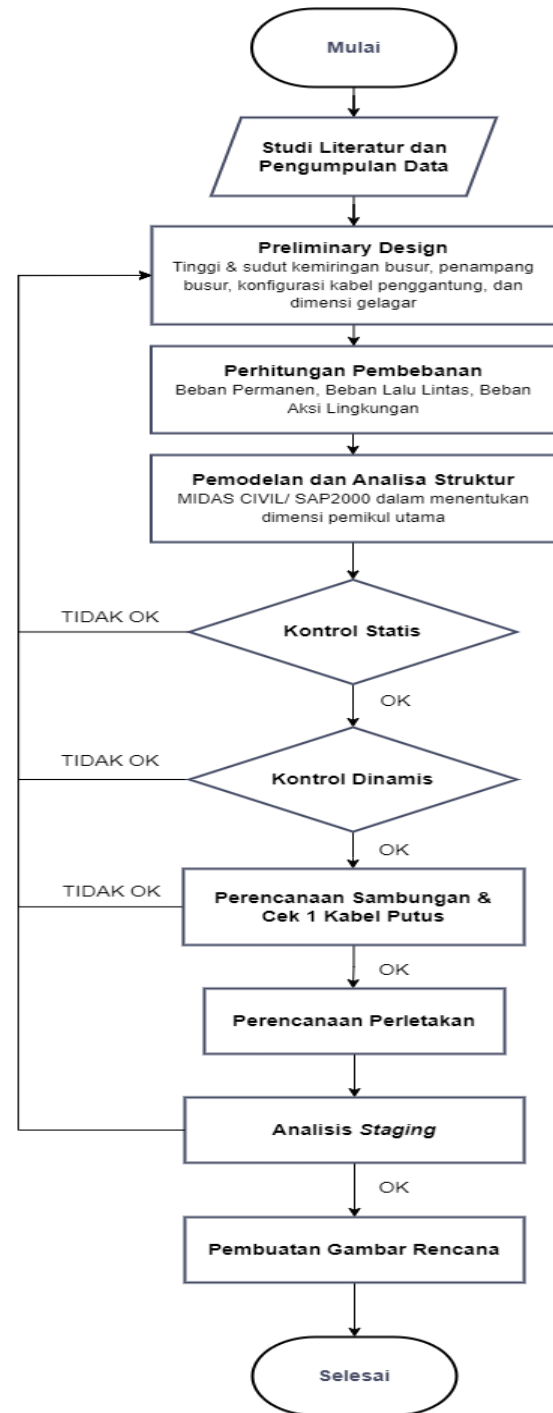 Mulai
Studi Literatur dan
Pengumpulan Data
Preliminary Design
Tinggi & sudut kemiringan busur, penampang
busur, konfigurasi kabel penggantung, dan
dimensi gelagar
Perhitungan Pembebanan
Beban Permanen, Beban Lalu Lintas, Beban
Aksi Lingkungan
Pemodelan dan Analisa Struktur
MIDAS CIVIL/ SAP2000 dalam menentukan
dimensi pemikul utama
TIDAK OK
Kontrol Statis
OK
TIDAK OK
Kontrol Dinamis
OK
TIDAK OK
Perencanaan Sambungan &
Cek 1 Kabel Putus
OK
Perencanaan Perletakan
Analisis Staging
OK
Pembuatan Gambar Rencana
Selesai